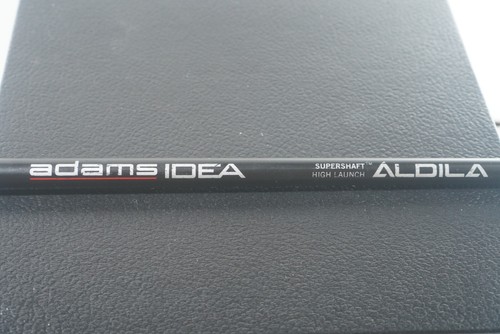 adams IDEA
SUPERSHAFT™
HIGH LAUNCH
ALDILA